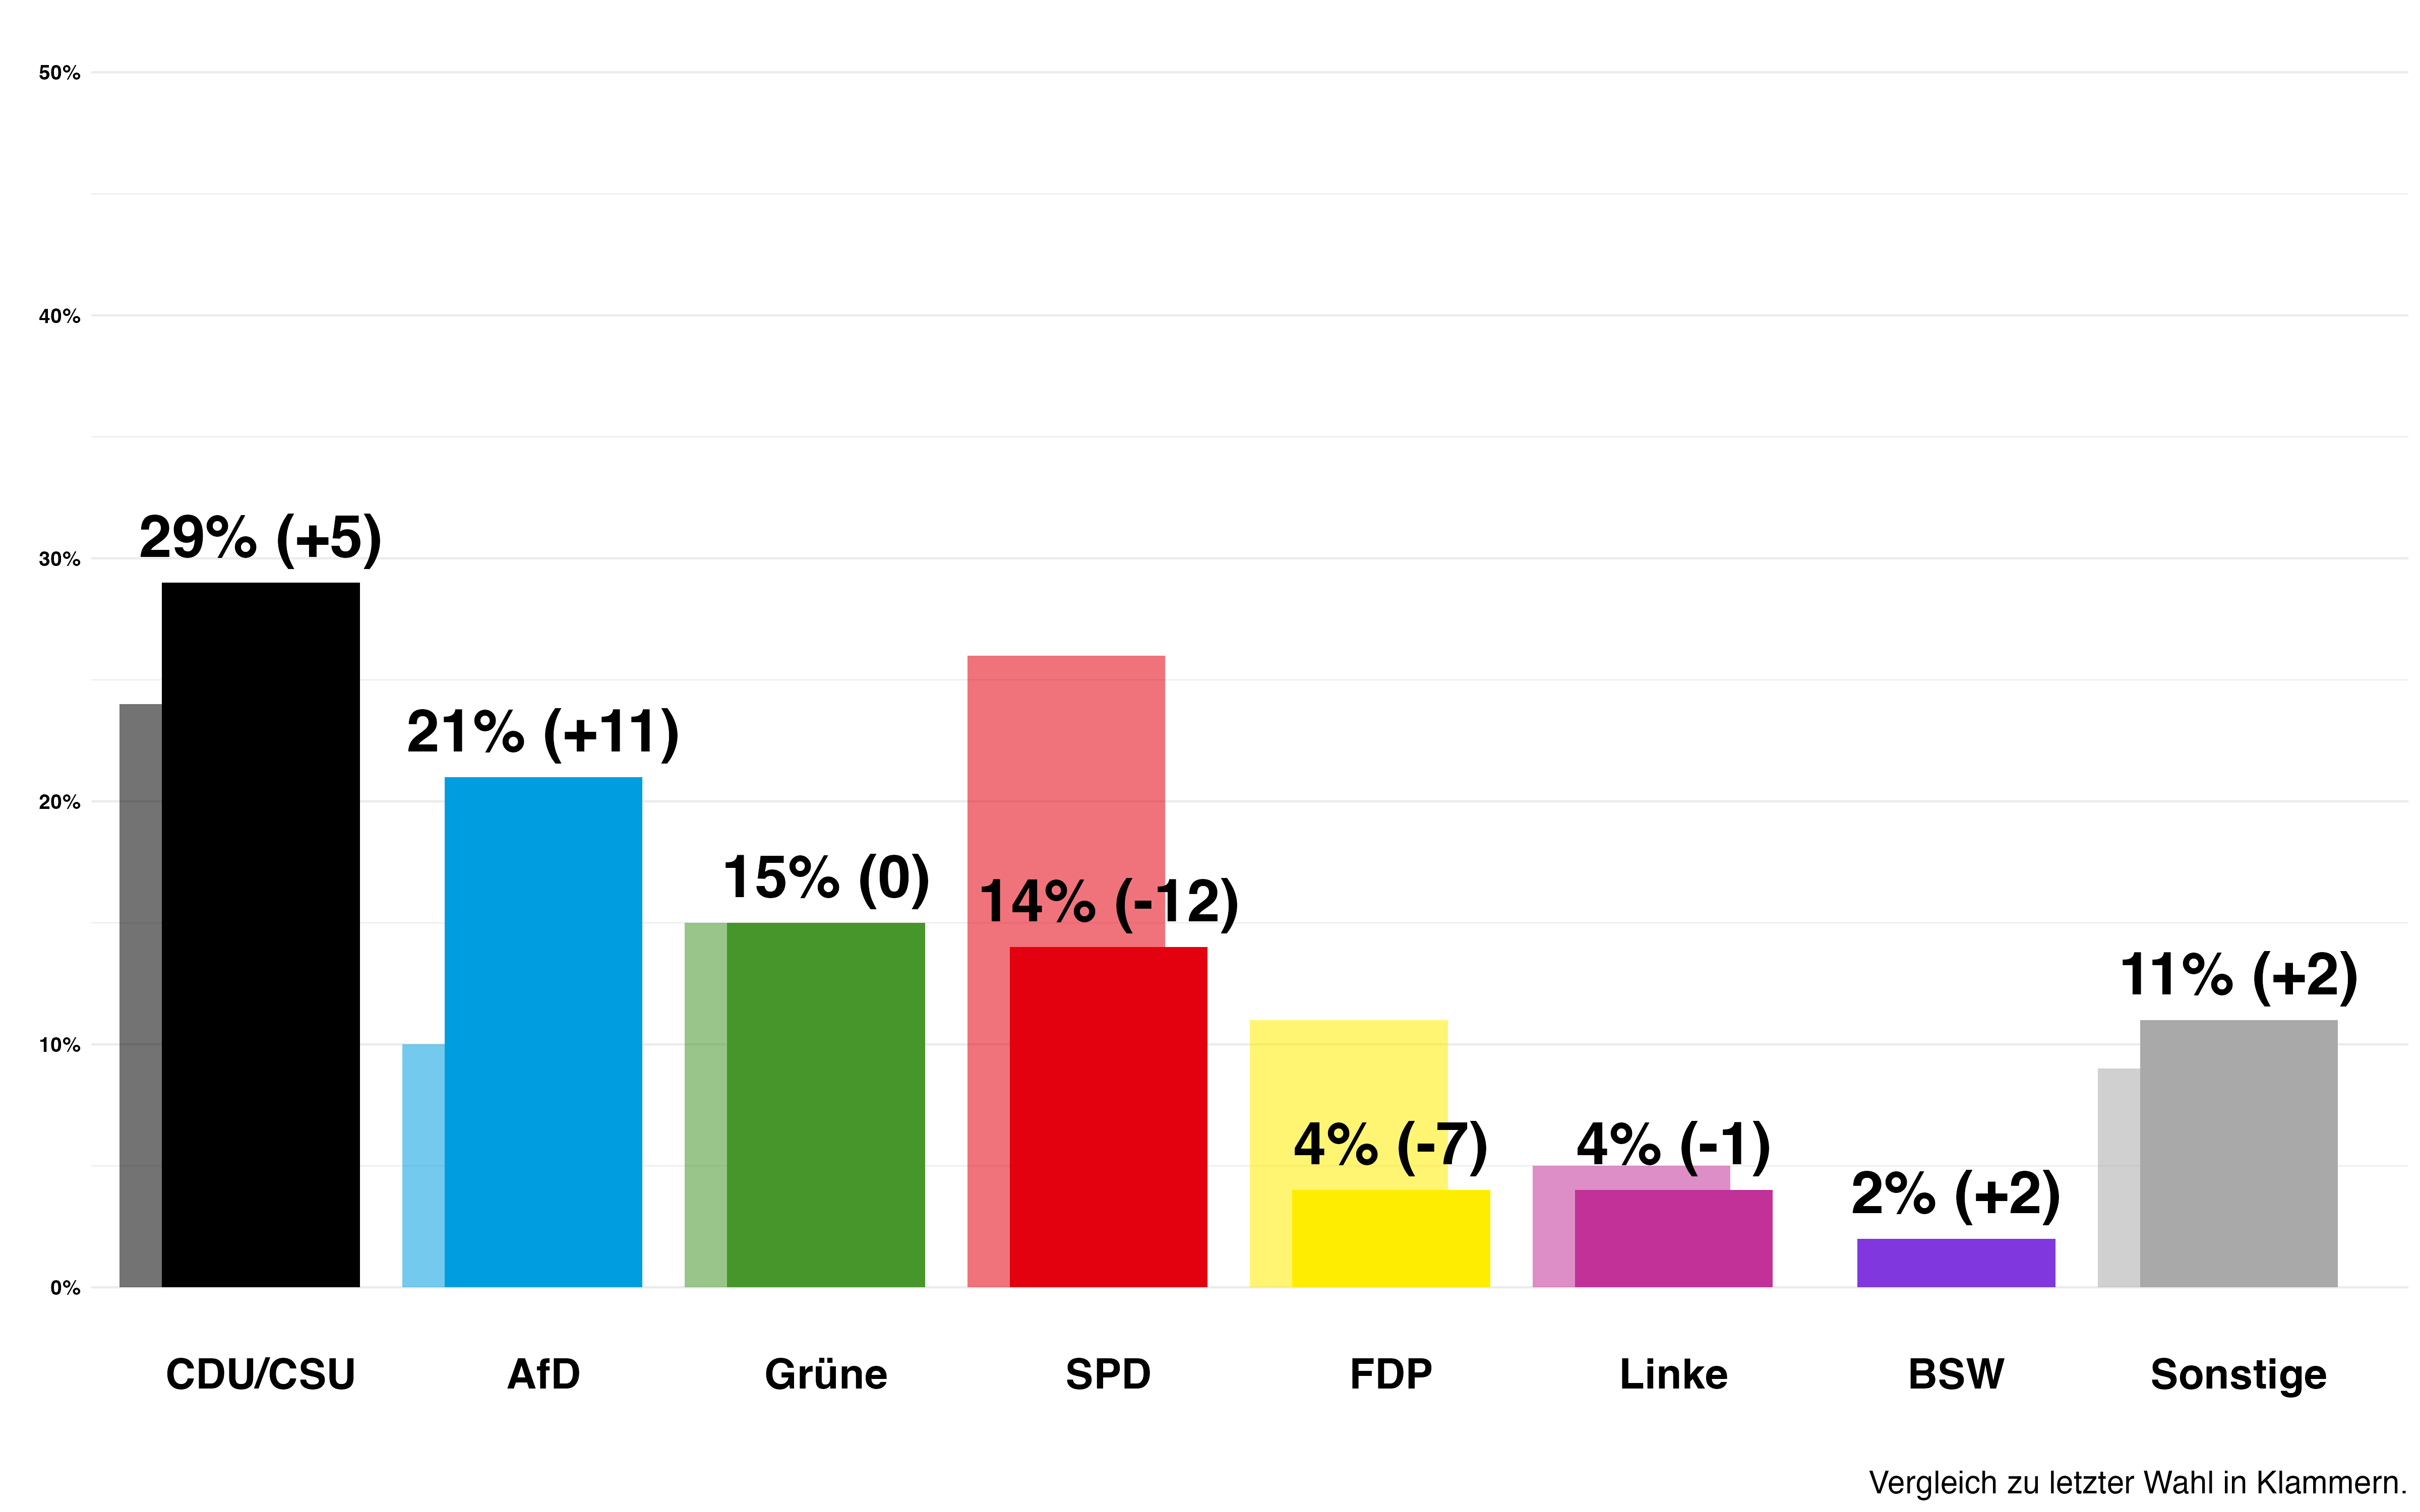 50%
40%
30%
20%
10%
0%
29% (+5)
21% (+11)
15% (0)
14% (-12)
4% (-7)
4% (-1)
2% (+2)
11% (+2)
CDU/CSU
AfD
Grüne
SPD
FDP
Linke
BSW
Sonstige
Vergleich zu letzter Wahl in Klammern.